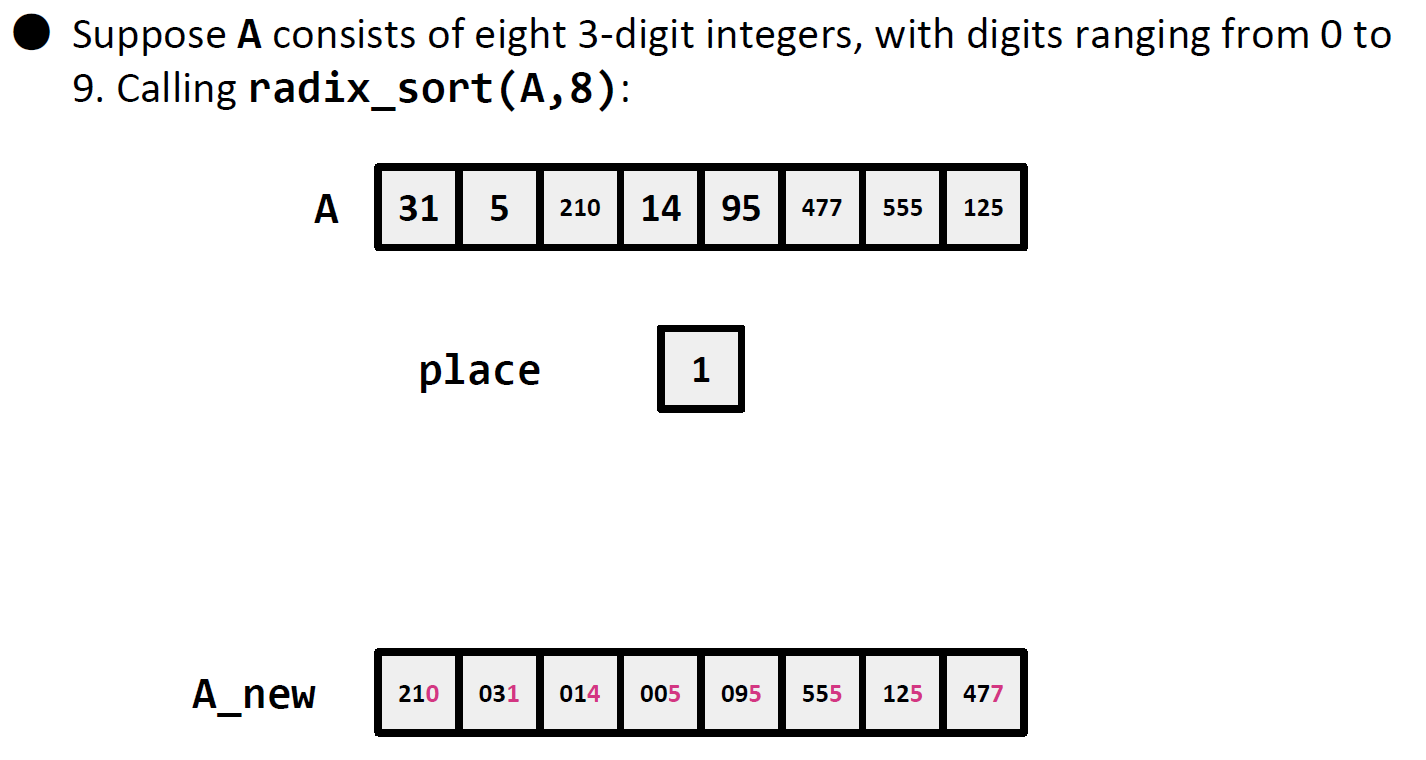 ● Suppose A consists of eight 3-digit integers, with digits ranging from 0 to
9. Calling radix_sort(A,8):
A 31 5 210 14 95 477 555 125
place 1
A_new 210 031 014 005 095 555 125 477